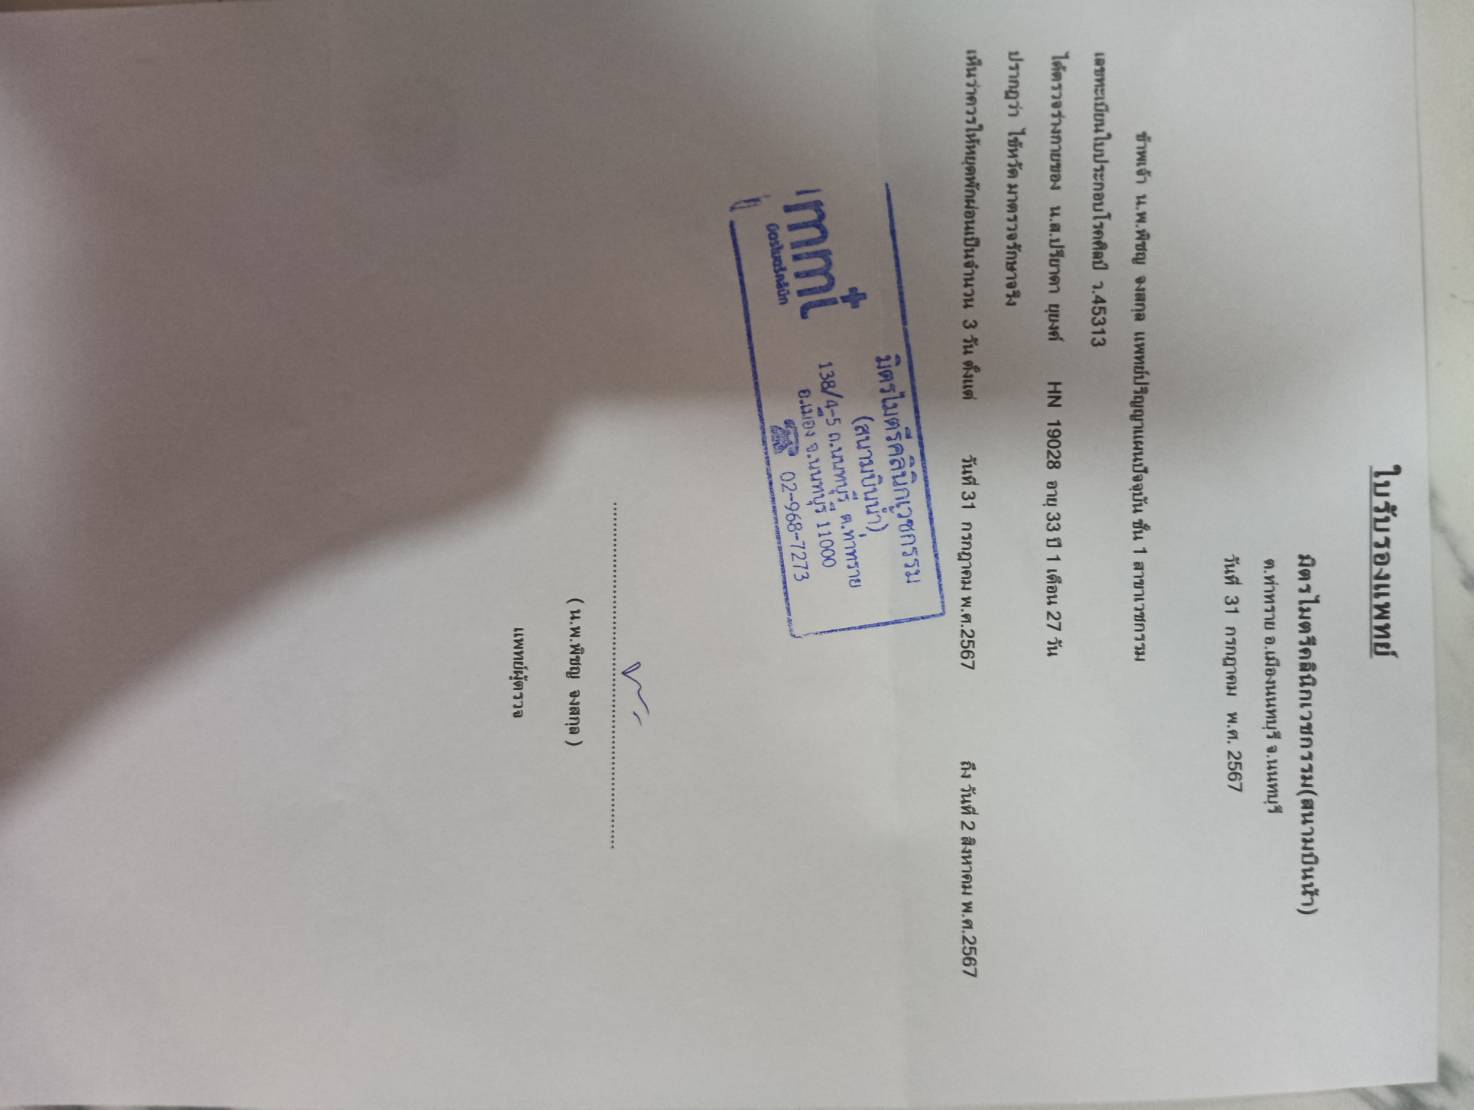 ใบรับรองแพทย์
มิตรไมตรีคลินิกเวชกรรม(สนามบินน้ำ)
ต.ท่าทราย อ.เมืองนนทบุรี จ.นนทบุรี
วันที่ 31 กรกฎาคม พ.ศ. 2567
ข้าพเจ้า น.พ.พิชญ จงสกุล แพทย์ปริญญาแผนปัจจุบัน ชั้น 1 สาขาเวชกรรม
เลขทะเบียนใบประกอบโรคศิลป์ ว.45313
ได้ตรวจร่างกายของ น.ส.ปรียาดา ยุยงค์ HN 19028 อายุ 33 ปี 1 เดือน 27 วัน
ปรากฏว่า ไข้หวัด มาตรวจรักษาจริง
เห็นว่าควรให้หยุดพักผ่อนเป็นจำนวน 3 วัน ตั้งแต่ วันที่ 31 กรกฎาคม พ.ศ.2567 ถึง วันที่ 2 สิงหาคม พ.ศ.2567
มิตรไมตรีคลินิกเวชกรรม
(สนามบินน้ำ)
mmi
มิตรไมตรีคลินิก
138/4-5 ถ.นนทบุรี ต.ท่าทราย
อ.เมือง จ.นนทบุรี 11000
02-968-7273
( น.พ.พิชญ จงสกุล )
แพทย์ผู้ตรวจ